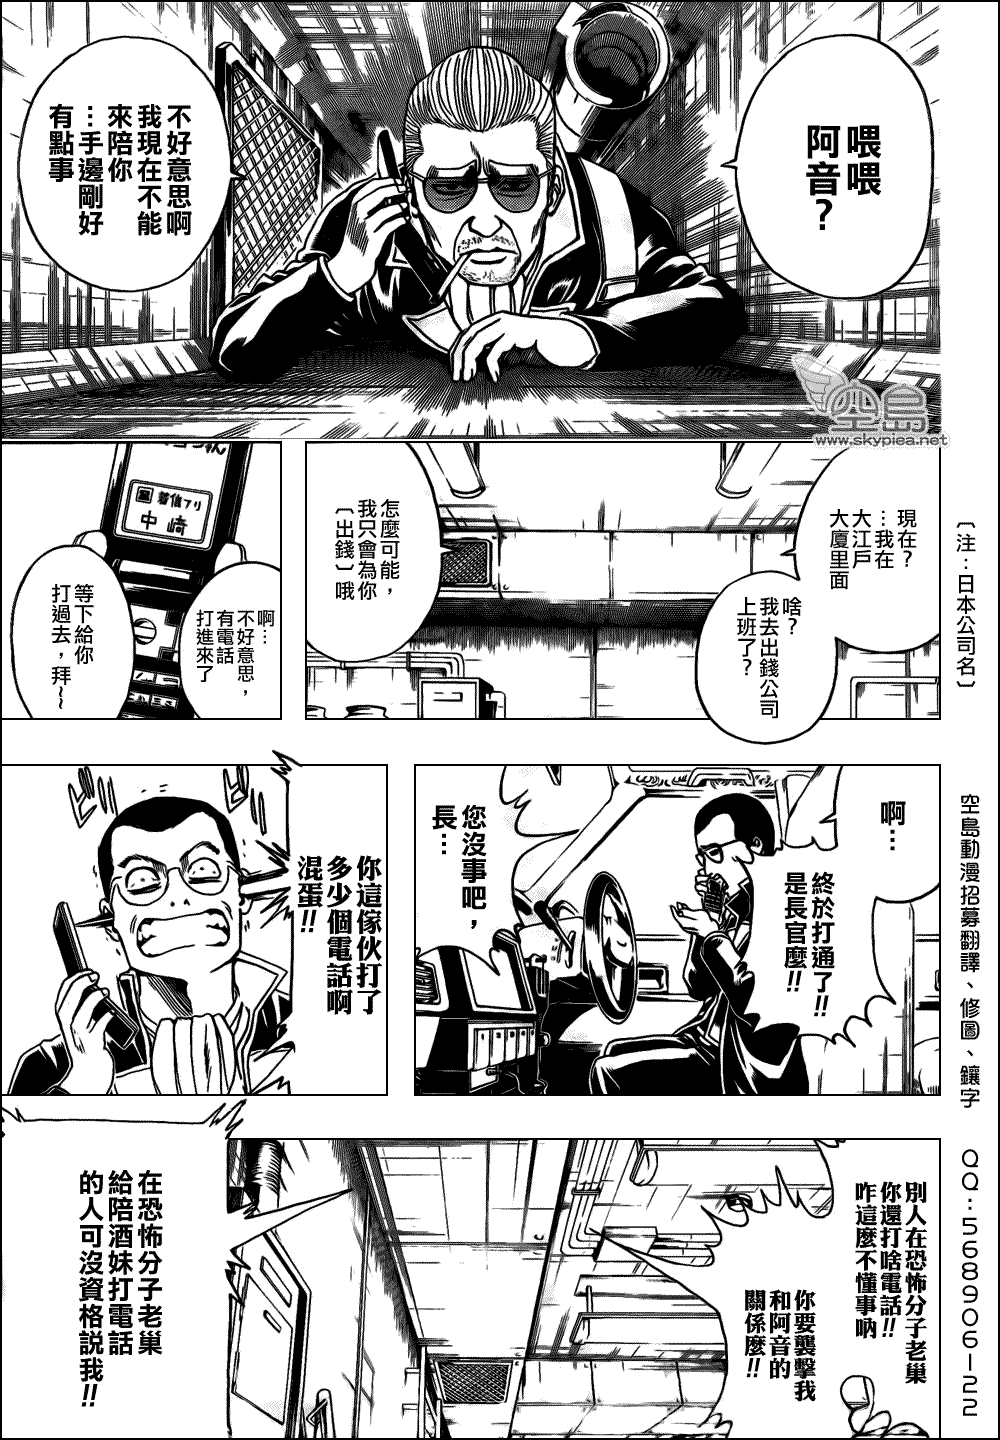 喂喂
阿音？
不好意思啊
我現在不能
來陪你
…手邊剛好
有點事
空島
www.skypiea.net
現在？
…我在
大江戶
大廈里面
啥？
我去出錢公司
上班了？
怎麼可能，
我只會為你
〔出錢〕哦
着信アリ
中崎
啊…
不好意思，
有電話
打進來了
等下給你
打過去，拜～
〔注：日本公司名〕
啊…
終於打通了!!
是長官麼!!
您沒事吧，
長…
你這傢伙打了
多少個電話啊
混蛋!!
別人在恐怖分子老巢
你還打啥電話!!
咋這麼不懂事吶
你要襲擊我
和阿音的
關係麼!!
在恐怖分子老巢
給陪酒妹打電話
的人可沒資格説我!!
空島動漫招募翻譯、修圖、鑲字　QQ：568906122